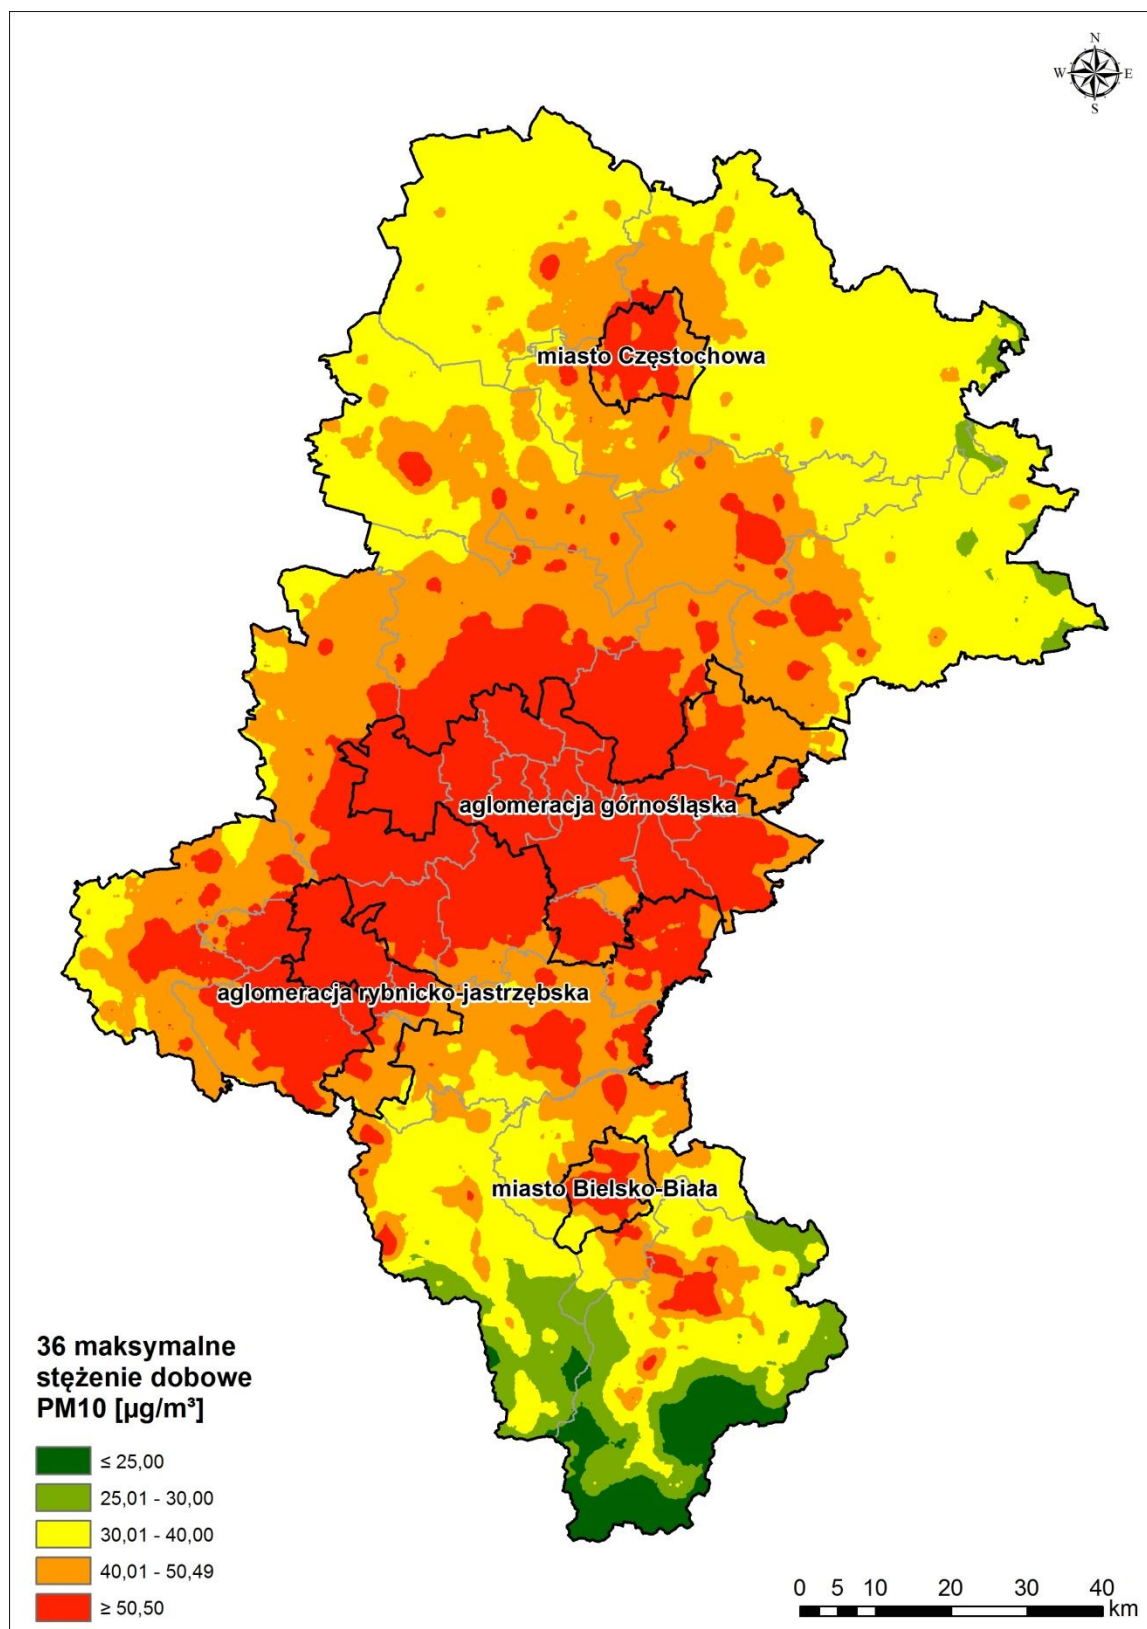 N
W E
S
miasto Częstochowa
aglomeracja górnośląska
aglomeracja rybnicko-jastrzębska
miasto Bielsko-Biała
36 maksymalne
stężenie dobowe
PM10 [µg/m³]
≤ 25,00
25,01 - 30,00
30,01 - 40,00
40,01 - 50,49
≥ 50,50
0 5 10 20 30 40
km